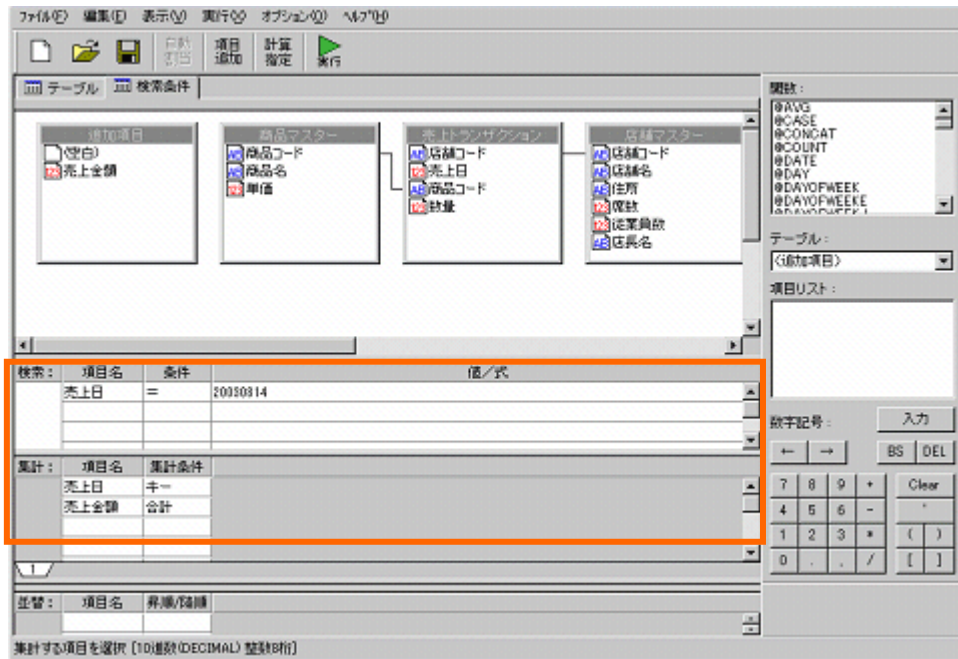 ファイル(F) 編集(E) 表示(V) 実行(X) オプション(O) ヘルプ(H)
自動割当 項目追加 計算指定 実行
テーブル 検索条件
追加項目
(空白)
売上金額
商品マスター
商品コード
商品名
単価
売上トランザクション
店舗コード
売上日
商品コード
数量
店舗マスター
店舗コード
店舗名
住所
席数
従業員数
店長名
検索： 項目名 条件 値／式
売上日 = 20030814
集計： 項目名 集計条件
売上日 キー
売上金額 合計
1
並替： 項目名 昇順/降順
集計する項目を選択 [10進数(DECIMAL) 整数8桁]
関数：
@AVG
@CASE
@CONCAT
@COUNT
@DATE
@DAY
@DAYOFWEEK
@DAYOFWEEKE
テーブル：
(追加項目)
項目リスト：
数字記号： 入力
← → BS DEL
7 8 9 + Clear
4 5 6 -
1 2 3 * ( )
0 . , / [ ]